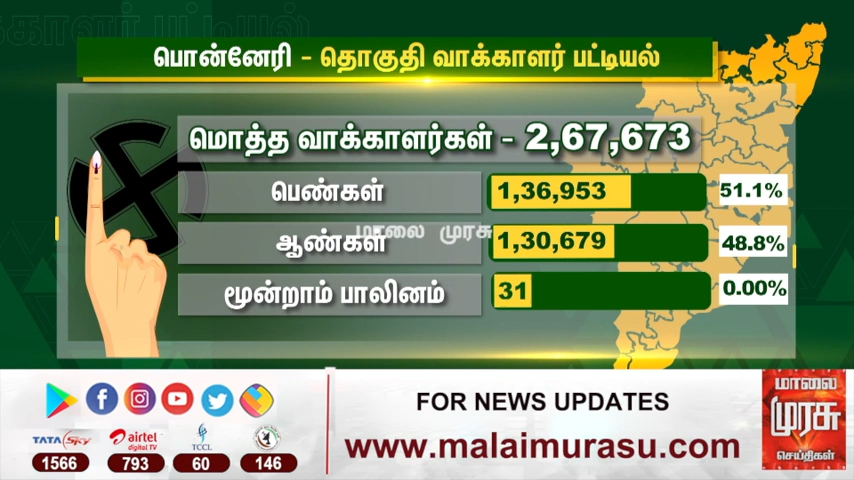 பொன்னேரி - தொகுதி வாக்காளர் பட்டியல்
மொத்த வாக்காளர்கள் - 2,67,673
பெண்கள் 1,36,953 51.1%
ஆண்கள் 1,30,679 48.8%
மாலை முரசு
மூன்றாம் பாலினம் 31 0.00%
FOR NEWS UPDATES
www.malaimurasu.com
TATA SKY airtel digital TV TCCL
1566 793 60 146
மாலை
முரசு
செய்திகள்